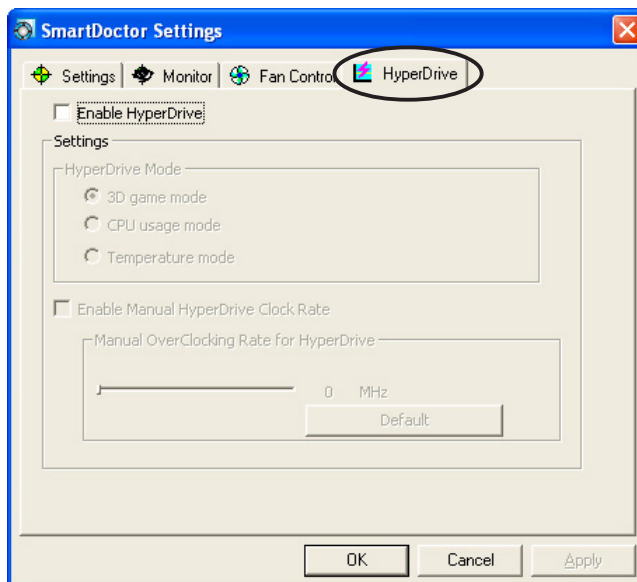 SmartDoctor Settings
Settings Monitor Fan Control HyperDrive
Enable HyperDrive
Settings
HyperDrive Mode
3D game mode
CPU usage mode
Temperature mode
Enable Manual HyperDrive Clock Rate
Manual OverClocking Rate for HyperDrive
0 MHz
Default
OK Cancel Apply